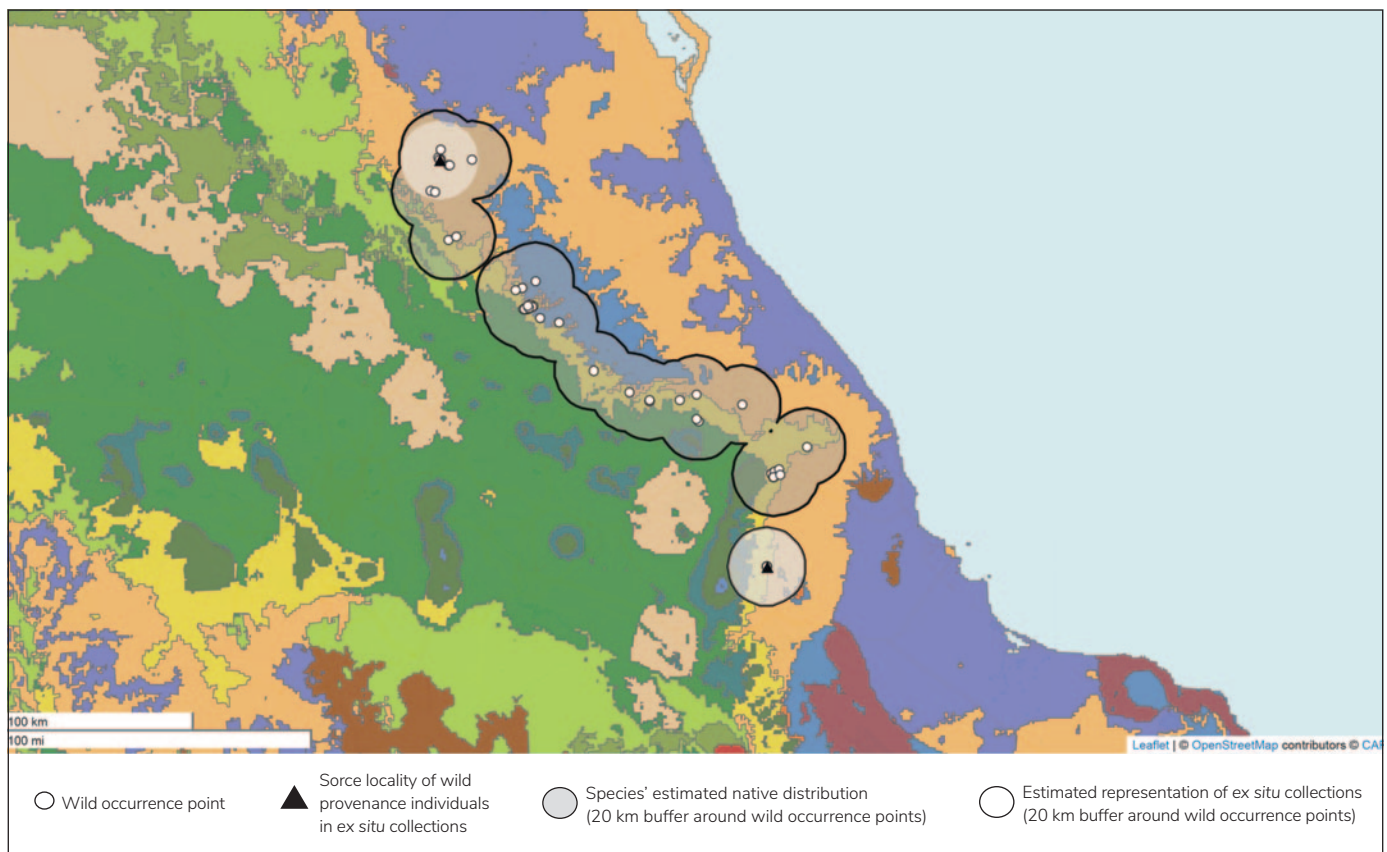 100 km
100 mi
Leaflet | © OpenStreetMap contributors © CAR
Wild occurrence point
Sorce locality of wild
provenance individuals
in ex situ collections
Species' estimated native distribution
(20 km buffer around wild occurrence points)
Estimated representation of ex situ collections
(20 km buffer around wild occurrence points)